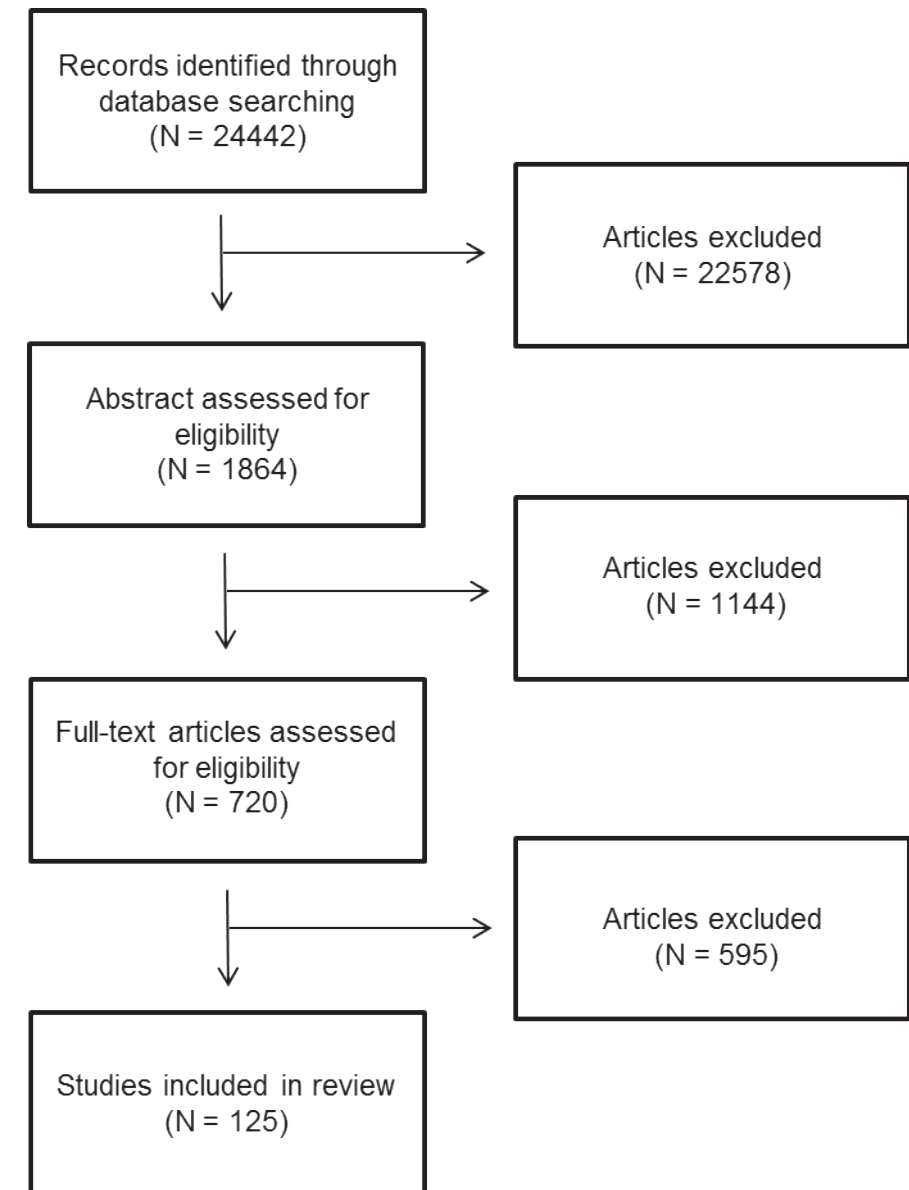 Records identified through
database searching
(N = 24442)
Articles excluded
(N = 22578)
Abstract assessed for
eligibility
(N = 1864)
Articles excluded
(N = 1144)
Full-text articles assessed
for eligibility
(N = 720)
Articles excluded
(N = 595)
Studies included in review
(N = 125)